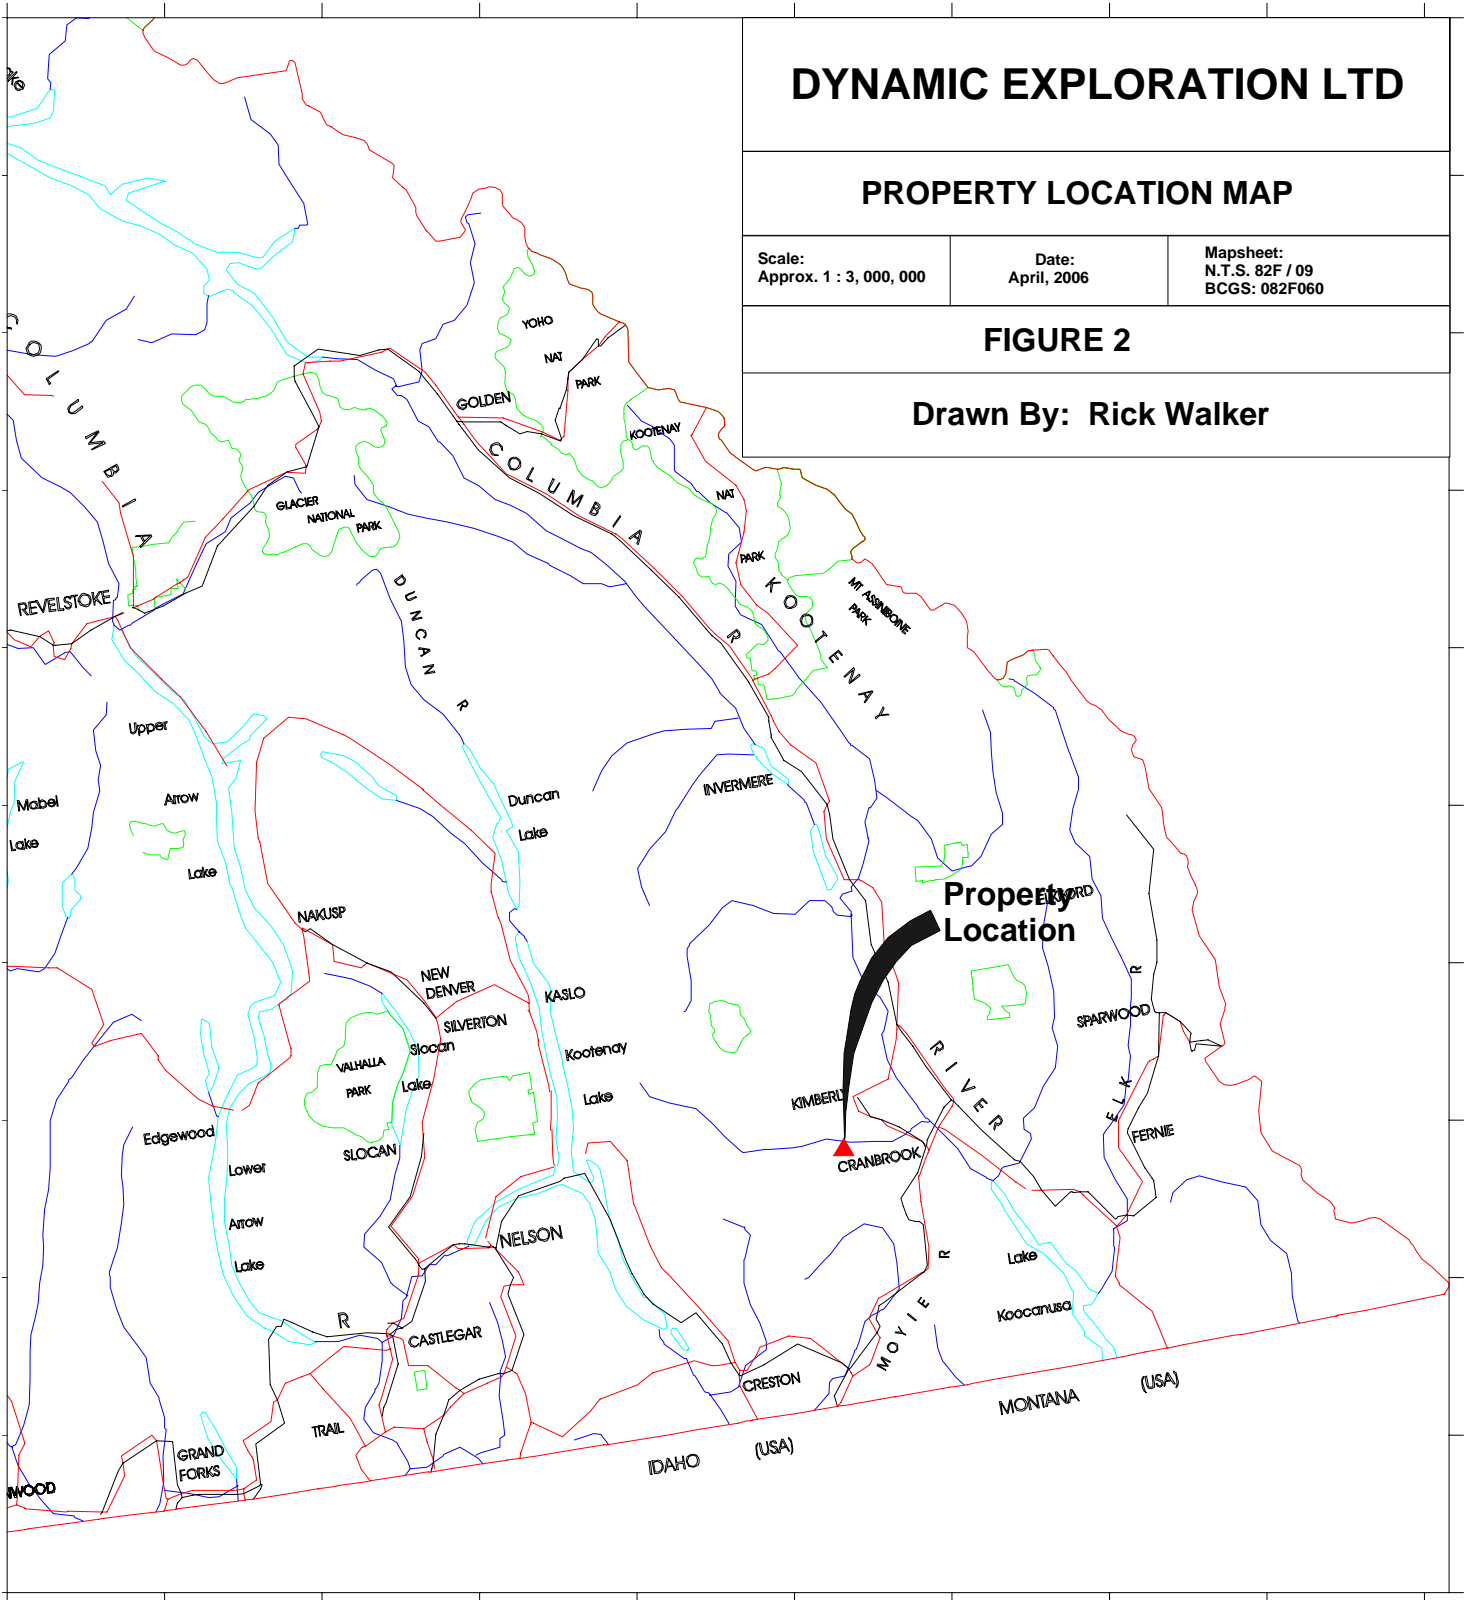 DYNAMIC EXPLORATION LTD
PROPERTY LOCATION MAP
Scale:
Approx. 1 : 3, 000, 000
Date:
April, 2006
Mapsheet:
N.T.S. 82F / 09
BCGS: 082F060
FIGURE 2
Drawn By: Rick Walker
COLUMBIA
YOHO
NAT
PARK
GOLDEN
KOOTENAY
NAT
PARK
COLUMBIA
R
GLACIER
NATIONAL
PARK
KOOTENAY
MT ASSINIBOINE
PARK
REVELSTOKE
DUNCAN
R
Upper
Arrow
Lake
Mabel
Lake
Duncan
Lake
INVERMERE
Property
Location
ELKFORD
NAKUSP
NEW
DENVER
SILVERTON
KASLO
Slocan
Lake
VALHALLA
PARK
Kootenay
Lake
SPARWOOD
R
ELK
RIVER
KIMBERLY
FERNIE
Edgewood
SLOCAN
CRANBROOK
Lower
Arrow
Lake
NELSON
R
Lake
Koocanusa
R
MOYIE
CASTLEGAR
CRESTON
TRAIL
GRAND
FORKS
NWOOD
IDAHO
(USA)
MONTANA
(USA)